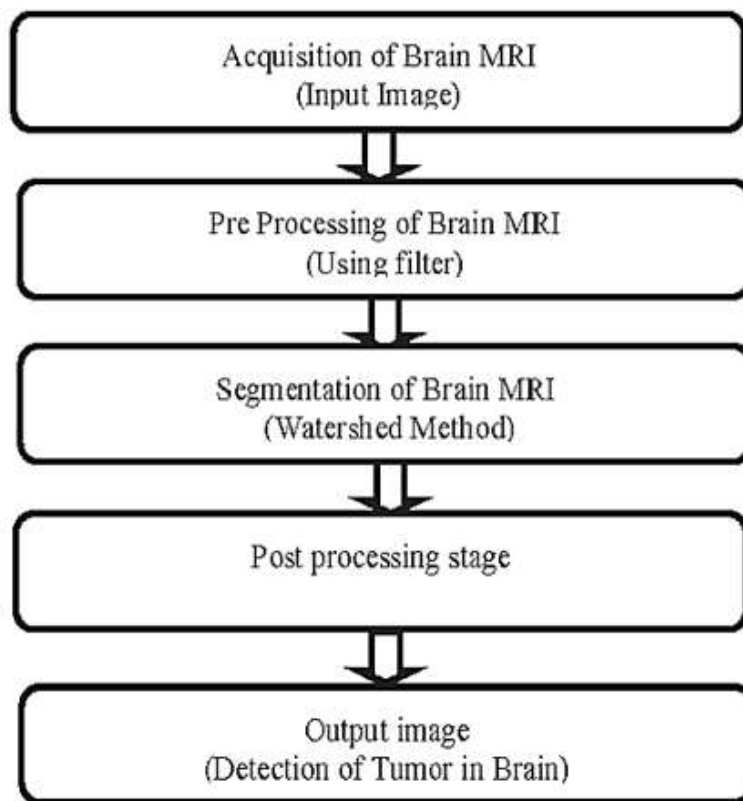 Acquisition of Brain MRI
(Input Image)
Pre Processing of Brain MRI
(Using filter)
Segmentation of Brain MRI
(Watershed Method)
Post processing stage
Output image
(Detection of Tumor in Brain)